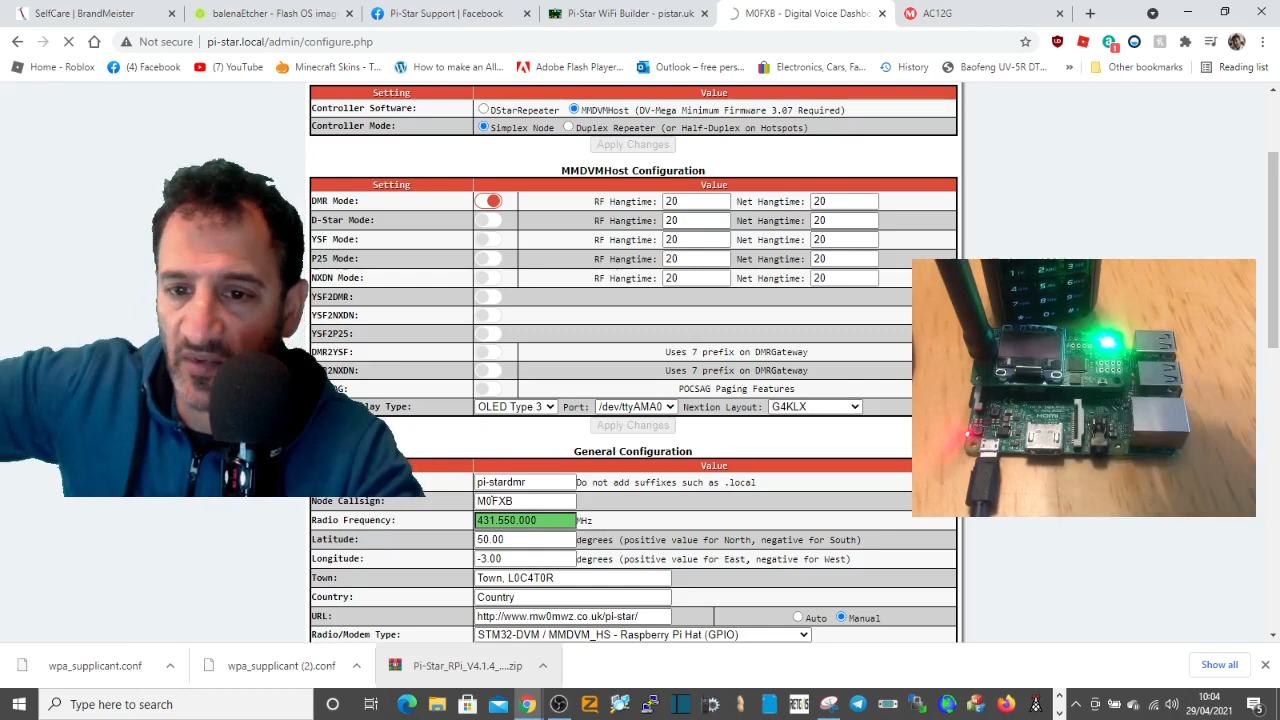 SelfCare | BrandMeister
balenaEtcher - Flash OS imag
Pi-Star Support | Facebook
Pi-Star WiFi Builder - pistar.uk
M0FXB - Digital Voice Dashbo
AC12G
Not secure
pi-star.local/admin/configure.php
Home - Roblox
(4) Facebook
(7) YouTube
Minecraft Skins - T...
How to make an All...
Adobe Flash Player...
Outlook – free pers...
Electronics, Cars, Fa...
History
Baofeng UV-5R DT...
»
Other bookmarks
Reading list
Setting Value
Controller Software: DStarRepeater MMDVMHost (DV-Mega Minimum Firmware 3.07 Required)
Controller Mode: Simplex Node Duplex Repeater (or Half-Duplex on Hotspots)
Apply Changes
MMDVMHost Configuration
Setting Value
DMR Mode: RF Hangtime: 20 Net Hangtime: 20
D-Star Mode: RF Hangtime: 20 Net Hangtime: 20
YSF Mode: RF Hangtime: 20 Net Hangtime: 20
P25 Mode: RF Hangtime: 20 Net Hangtime: 20
NXDN Mode: RF Hangtime: 20 Net Hangtime: 20
YSF2DMR:
YSF2NXDN:
YSF2P25:
DMR2YSF: Uses 7 prefix on DMRGateway
2NXDN: Uses 7 prefix on DMRGateway
AG: POCSAG Paging Features
lay Type: OLED Type 3 Port: /dev/ttyAMA0 Nextion Layout: G4KLX
Apply Changes
General Configuration
Value
pi-stardmr Do not add suffixes such as .local
Node Callsign: M0FXB
Radio Frequency: 431.550.000 MHz
Latitude: 50.00 degrees (positive value for North, negative for South)
Longitude: -3.00 degrees (positive value for East, negative for West)
Town: Town, L0C4T0R
Country: Country
URL: http://www.mw0mwz.co.uk/pi-star/ Auto Manual
Radio/Modem Type: STM32-DVM / MMDVM_HS - Raspberry Pi Hat (GPIO)
HDMI
wpa_supplicant.conf
wpa_supplicant (2).conf
Pi-Star_RPi_V4.1.4_....zip
Show all
Type here to search
10:04
29/04/2021